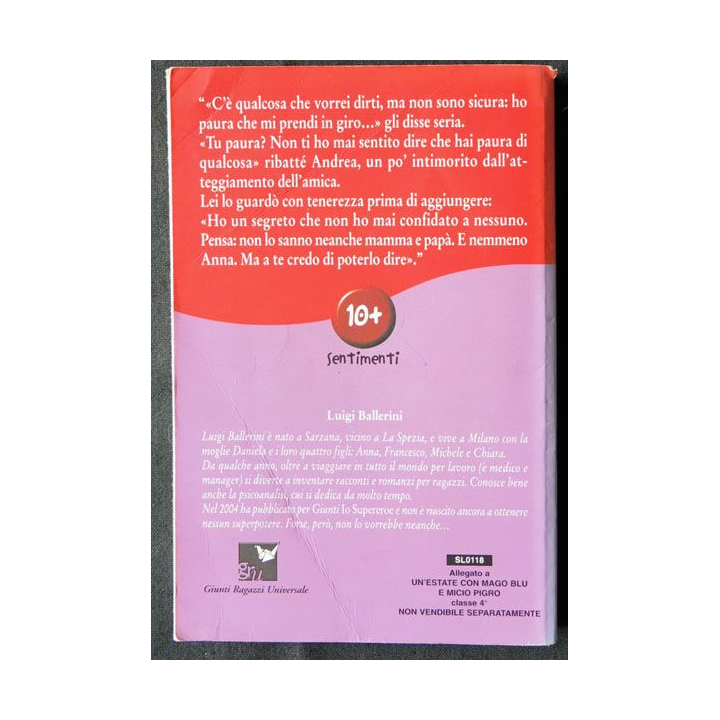 “«C'è qualcosa che vorrei dirti, ma non sono sicura: ho
paura che mi prendi in giro...» gli disse seria.
«Tu paura? Non ti ho mai sentito dire che hai paura di
qualcosa» ribatté Andrea, un po' intimorito dall'at-
teggiamento dell'amica.
Lei lo guardò con tenerezza prima di aggiungere:
«Ho un segreto che non ho mai confidato a nessuno.
Pensa: non lo sanno neanche mamma e papà. E nemmeno
Anna. Ma a te credo di poterlo dire».”
10+
sentimenti
Luigi Ballerini
Luigi Ballerini è nato a Sarzana, vicino a La Spezia, e vive a Milano con la
moglie Daniela e i loro quattro figli: Anna, Francesco, Michele e Chiara.
Da qualche anno, oltre a viaggiare in tutto il mondo per lavoro (è medico e
manager) si diverte a inventare racconti e romanzi per ragazzi. Conosce bene
anche la psicoanalisi, cui si dedica da molto tempo.
Nel 2004 ha pubblicato per Giunti Io Supereroe e non è riuscito ancora a ottenere
nessun superpotere. Forse, però, non lo vorrebbe neanche...
gru
Giunti Ragazzi Universale
SL0118
Allegato a
UN'ESTATE CON MAGO BLU
E MICIO PIGRO
classe 4ª
NON VENDIBILE SEPARATAMENTE